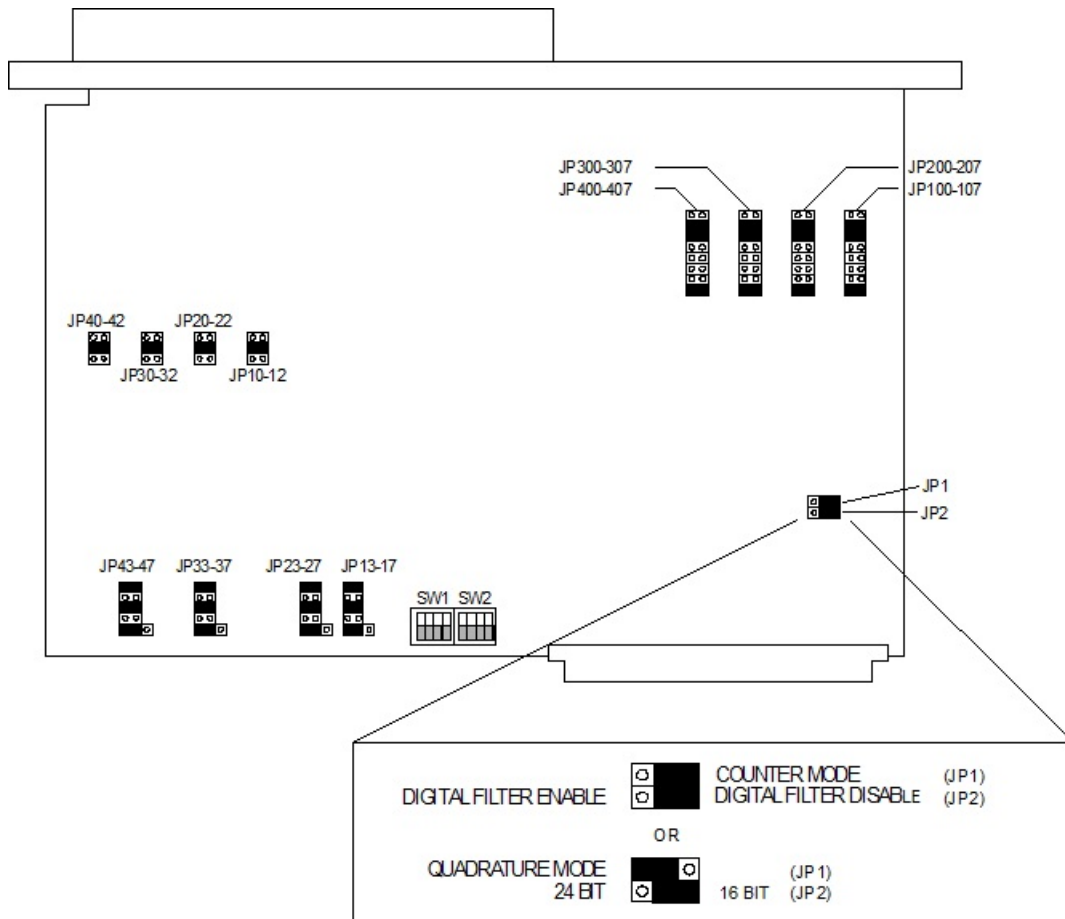 JP300-307
JP400-407
JP200-207
JP100-107
JP40-42
JP20-22
JP30-32
JP10-12
JP1
JP2
JP43-47
JP33-37
JP23-27
JP13-17
SW1
SW2
COUNTER MODE (JP1)
DIGITAL FILTER ENABLE DIGITAL FILTER DISABLE (JP2)
OR
QUADRATURE MODE (JP1)
24 BIT 16 BIT (JP2)